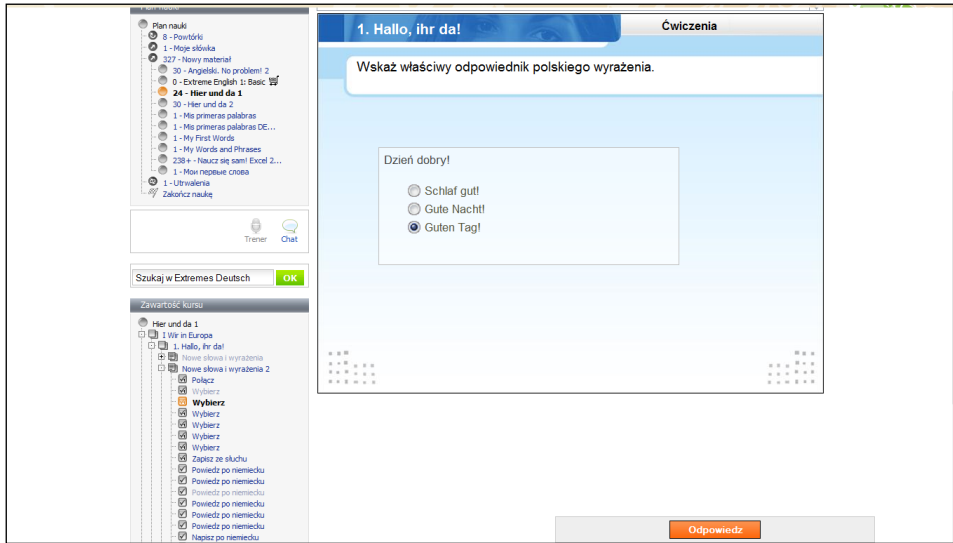 Plan nauki
Plan nauki
8 - Powtórki
1 - Moje słówka
327 - Nowy materiał
30 - Angielski. No problem! 2
0 - Extreme English 1: Basic
24 - Hier und da 1
30 - Hier und da 2
1 - Mis primeras palabras
1 - Mis primeras palabras DE...
1 - My First Words
1 - My Words and Phrases
238+ - Naucz się sam! Excel 2...
1 - Мои первые слова
1 - Utrwalenia
Zakończ naukę
Trener Chat
Szukaj w Extremes Deutsch OK
Zawartość kursu
Hier und da 1
I Wir in Europa
1. Hallo, ihr da!
Nowe słowa i wyrażenia
Nowe słowa i wyrażenia 2
Połącz
Wybierz
Wybierz
Wybierz
Wybierz
Wybierz
Wybierz
Zapisz ze słuchu
Powiedz po niemiecku
Powiedz po niemiecku
Powiedz po niemiecku
Powiedz po niemiecku
Powiedz po niemiecku
Powiedz po niemiecku
Napisz po niemiecku
1. Hallo, ihr da! Ćwiczenia
Wskaż właściwy odpowiednik polskiego wyrażenia.
Dzień dobry!
Schlaf gut!
Gute Nacht!
Guten Tag!
Odpowiedz